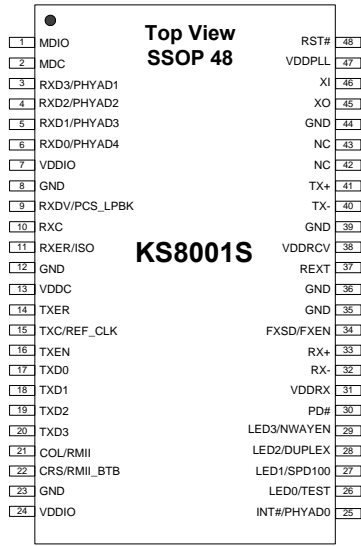 Top View
SSOP 48
KS8001S
1 MDIO
2 MDC
3 RXD3/PHYAD1
4 RXD2/PHYAD2
5 RXD1/PHYAD3
6 RXD0/PHYAD4
7 VDDIO
8 GND
9 RXDV/PCS_LPBK
10 RXC
11 RXER/ISO
12 GND
13 VDDC
14 TXER
15 TXC/REF_CLK
16 TXEN
17 TXD0
18 TXD1
19 TXD2
20 TXD3
21 COL/RMII
22 CRS/RMII_BTB
23 GND
24 VDDIO
RST# 48
VDDPLL 47
XI 46
XO 45
GND 44
NC 43
NC 42
TX+ 41
TX- 40
GND 39
VDDRCV 38
REXT 37
GND 36
GND 35
FXSD/FXEN 34
RX+ 33
RX- 32
VDDRX 31
PD# 30
LED3/NWAYEN 29
LED2/DUPLEX 28
LED1/SPD100 27
LED0/TEST 26
INT#/PHYAD0 25